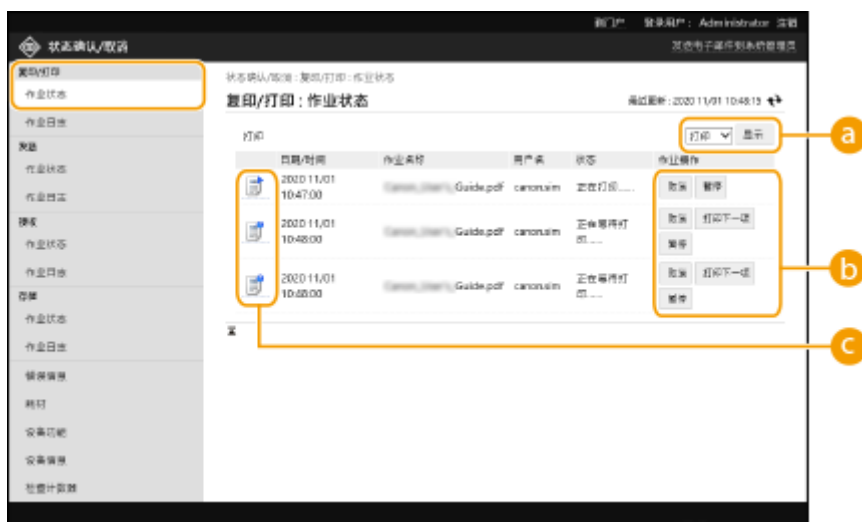 到门户 登录用户: Administrator 注销
状态确认/取消 发送电子邮件到系统管理员
复印/打印
作业状态
作业日志
发送
作业状态
作业日志
接收
作业状态
作业日志
存储
作业状态
作业日志
错误信息
耗材
设备功能
设备信息
检查计数器
状态确认/取消 : 复印/打印 : 作业状态
复印/打印 : 作业状态 最近更新 : 2020 11/01 10:48:19
打印 打印 显示
日期/时间 作业名称 用户名 状态 作业操作
2020 11/01 10:47:00 Guide.pdf canon.sim 正在打印...... 取消 暂停
2020 11/01 10:48:00 Guide.pdf canon.sim 正在等待打印...... 取消 打印下一项 暂停
2020 11/01 10:48:00 Guide.pdf canon.sim 正在等待打印...... 取消 打印下一项 暂停
a
b
c